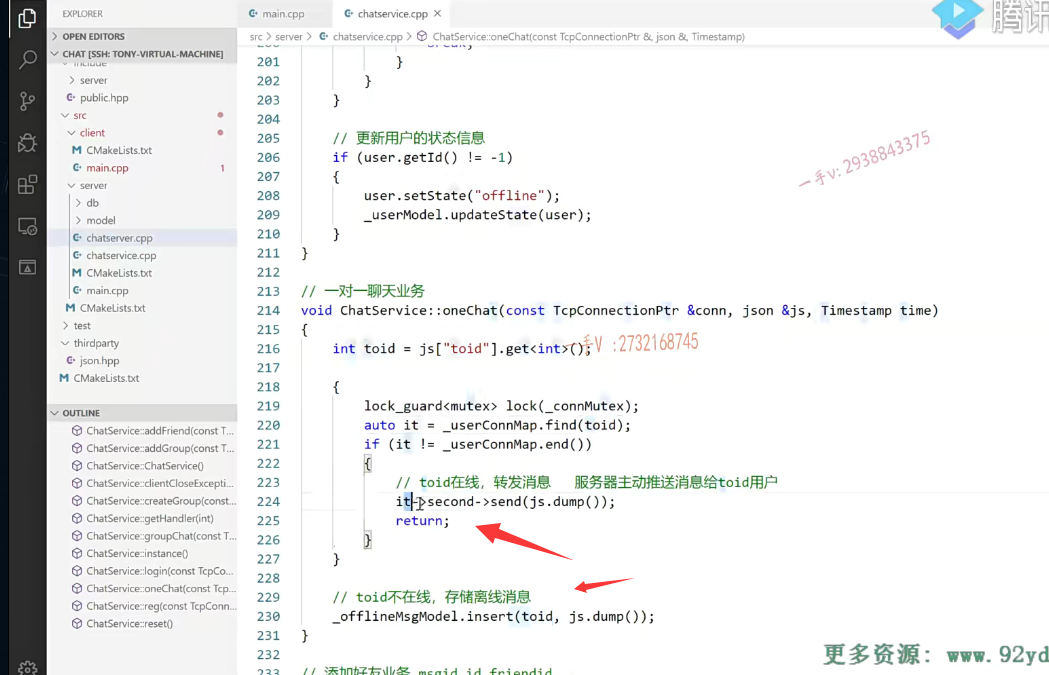 EXPLORER
OPEN EDITORS
CHAT [SSH: TONY-VIRTUAL-MACHINE]
include
server
public.hpp
src
client
CMakeLists.txt
main.cpp 1
server
db
model
chatserver.cpp
chatservice.cpp
CMakeLists.txt
main.cpp
CMakeLists.txt
test
thirdparty
json.hpp
CMakeLists.txt
OUTLINE
ChatService::addFriend(const T...
ChatService::addGroup(const T...
ChatService::ChatService()
ChatService::clientCloseExcepti...
ChatService::createGroup(const...
ChatService::getHandler(int)
ChatService::groupChat(const T...
ChatService::instance()
ChatService::login(const TcpCo...
ChatService::oneChat(const Tcp...
ChatService::reg(const TcpConn...
ChatService::reset()
main.cpp
chatservice.cpp ×
src > server > chatservice.cpp > ChatService::oneChat(const TcpConnectionPtr &, json &, Timestamp)
200 break;
201 }
202 }
203 }
204
205 // 更新用户的状态信息
206 if (user.getId() != -1)
207 {
208 user.setState("offline");
209 _userModel.updateState(user);
210 }
211 }
212
213 // 一对一聊天业务
214 void ChatService::oneChat(const TcpConnectionPtr &conn, json &js, Timestamp time)
215 {
216 int toid = js["toid"].get<int>();
217
218 {
219 lock_guard<mutex> lock(_connMutex);
220 auto it = _userConnMap.find(toid);
221 if (it != _userConnMap.end())
222 {
223 // toid在线，转发消息 服务器主动推送消息给toid用户
224 it->second->send(js.dump());
225 return;
226 }
227 }
228
229 // toid不在线，存储离线消息
230 _offlineMsgModel.insert(toid, js.dump());
231 }
232
233 // 添加好友业务 msgid id friendid
腾讯
一手v: 2938843375
一手V :2732168745
更多资源: www.92yd